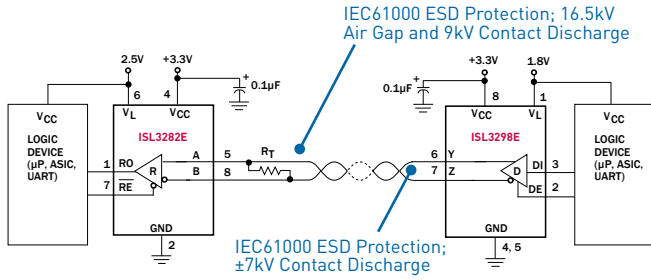 IEC61000 ESD Protection; 16.5kV
Air Gap and 9kV Contact Discharge
2.5V
+3.3V
+
0.1µF
6
4
VCC
VL
VCC
LOGIC
DEVICE
(µP, ASIC,
UART)
ISL3282E
1
RO
R
A
5
RT
7
RE
B
8
GND
2
+3.3V
1.8V
+
0.1µF
8
1
VCC
VL
VCC
ISL3298E
6
Y
D
DI
3
7
Z
DE
2
LOGIC
DEVICE
(µP, ASIC,
UART)
GND
4, 5
IEC61000 ESD Protection;
±7kV Contact Discharge